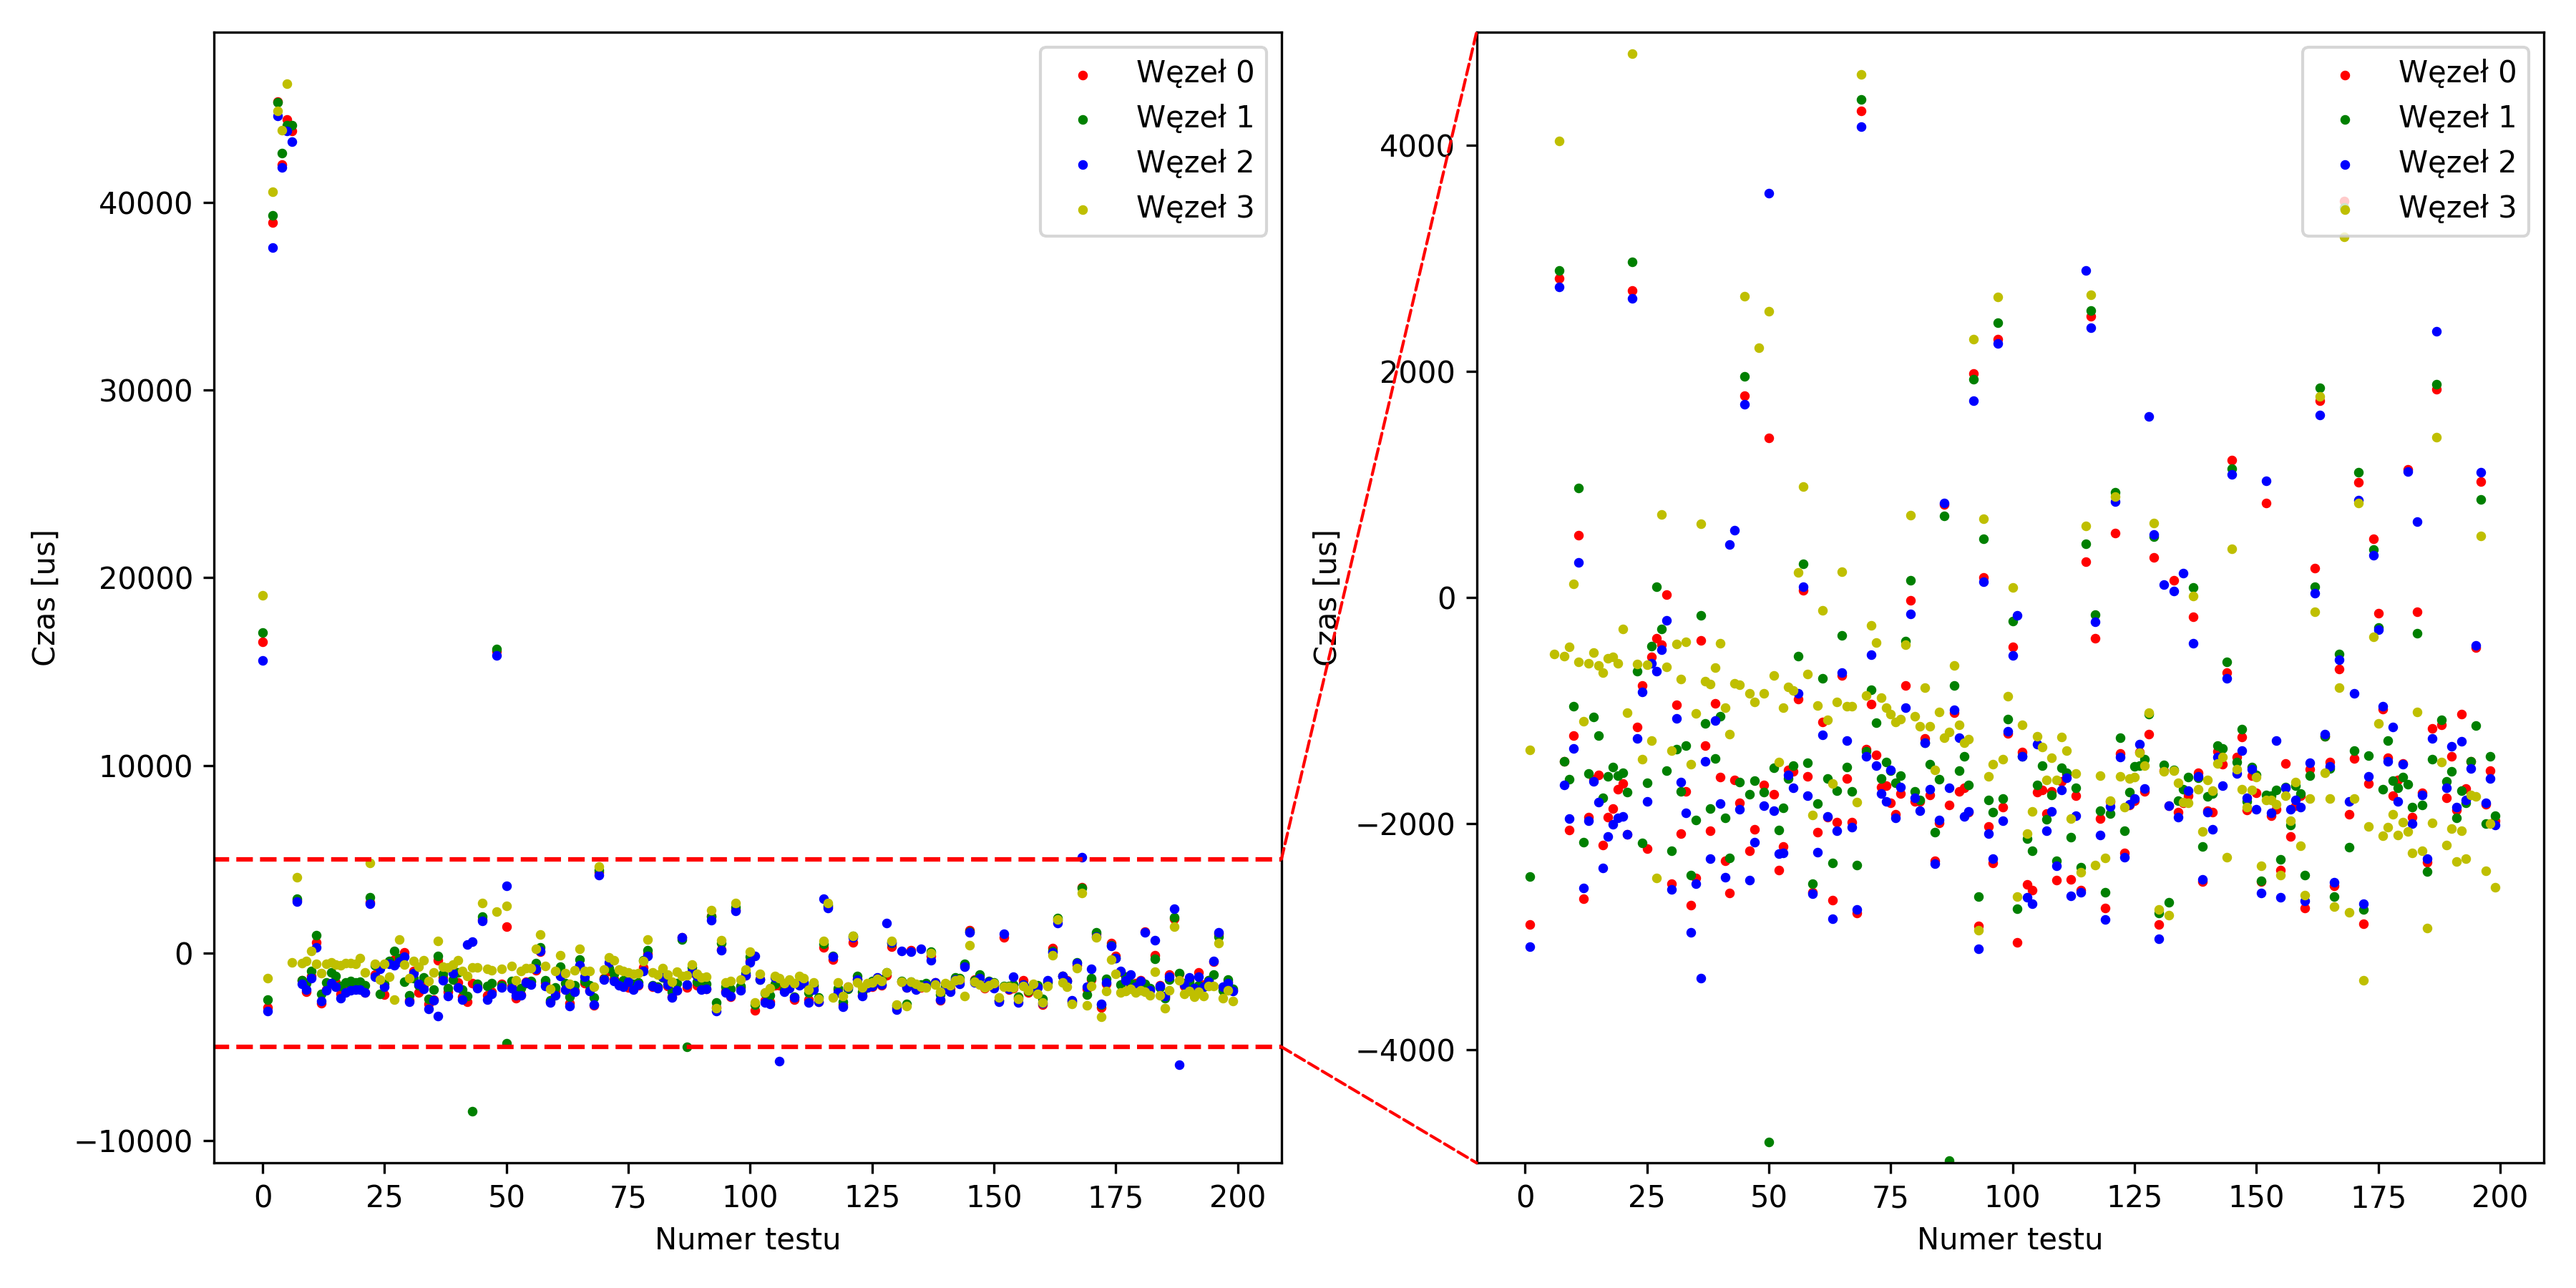 Czas [us]
40000
30000
20000
10000
0
−10000
0 25 50 75 100 125 150 175 200
Numer testu
Węzeł 0
Węzeł 1
Węzeł 2
Węzeł 3
Czas [us]
4000
2000
0
−2000
−4000
0 25 50 75 100 125 150 175 200
Numer testu
Węzeł 0
Węzeł 1
Węzeł 2
Węzeł 3